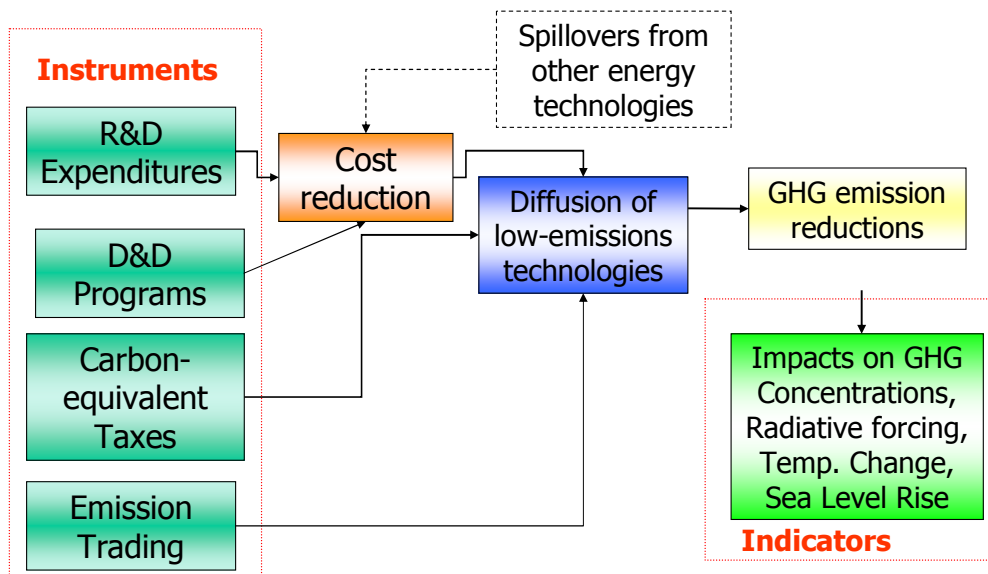 Instruments
R&D
Expenditures
D&D
Programs
Carbon-
equivalent
Taxes
Emission
Trading
Cost
reduction
Spillovers from
other energy
technologies
Diffusion of
low-emissions
technologies
GHG emission
reductions
Impacts on GHG
Concentrations,
Radiative forcing,
Temp. Change,
Sea Level Rise
Indicators